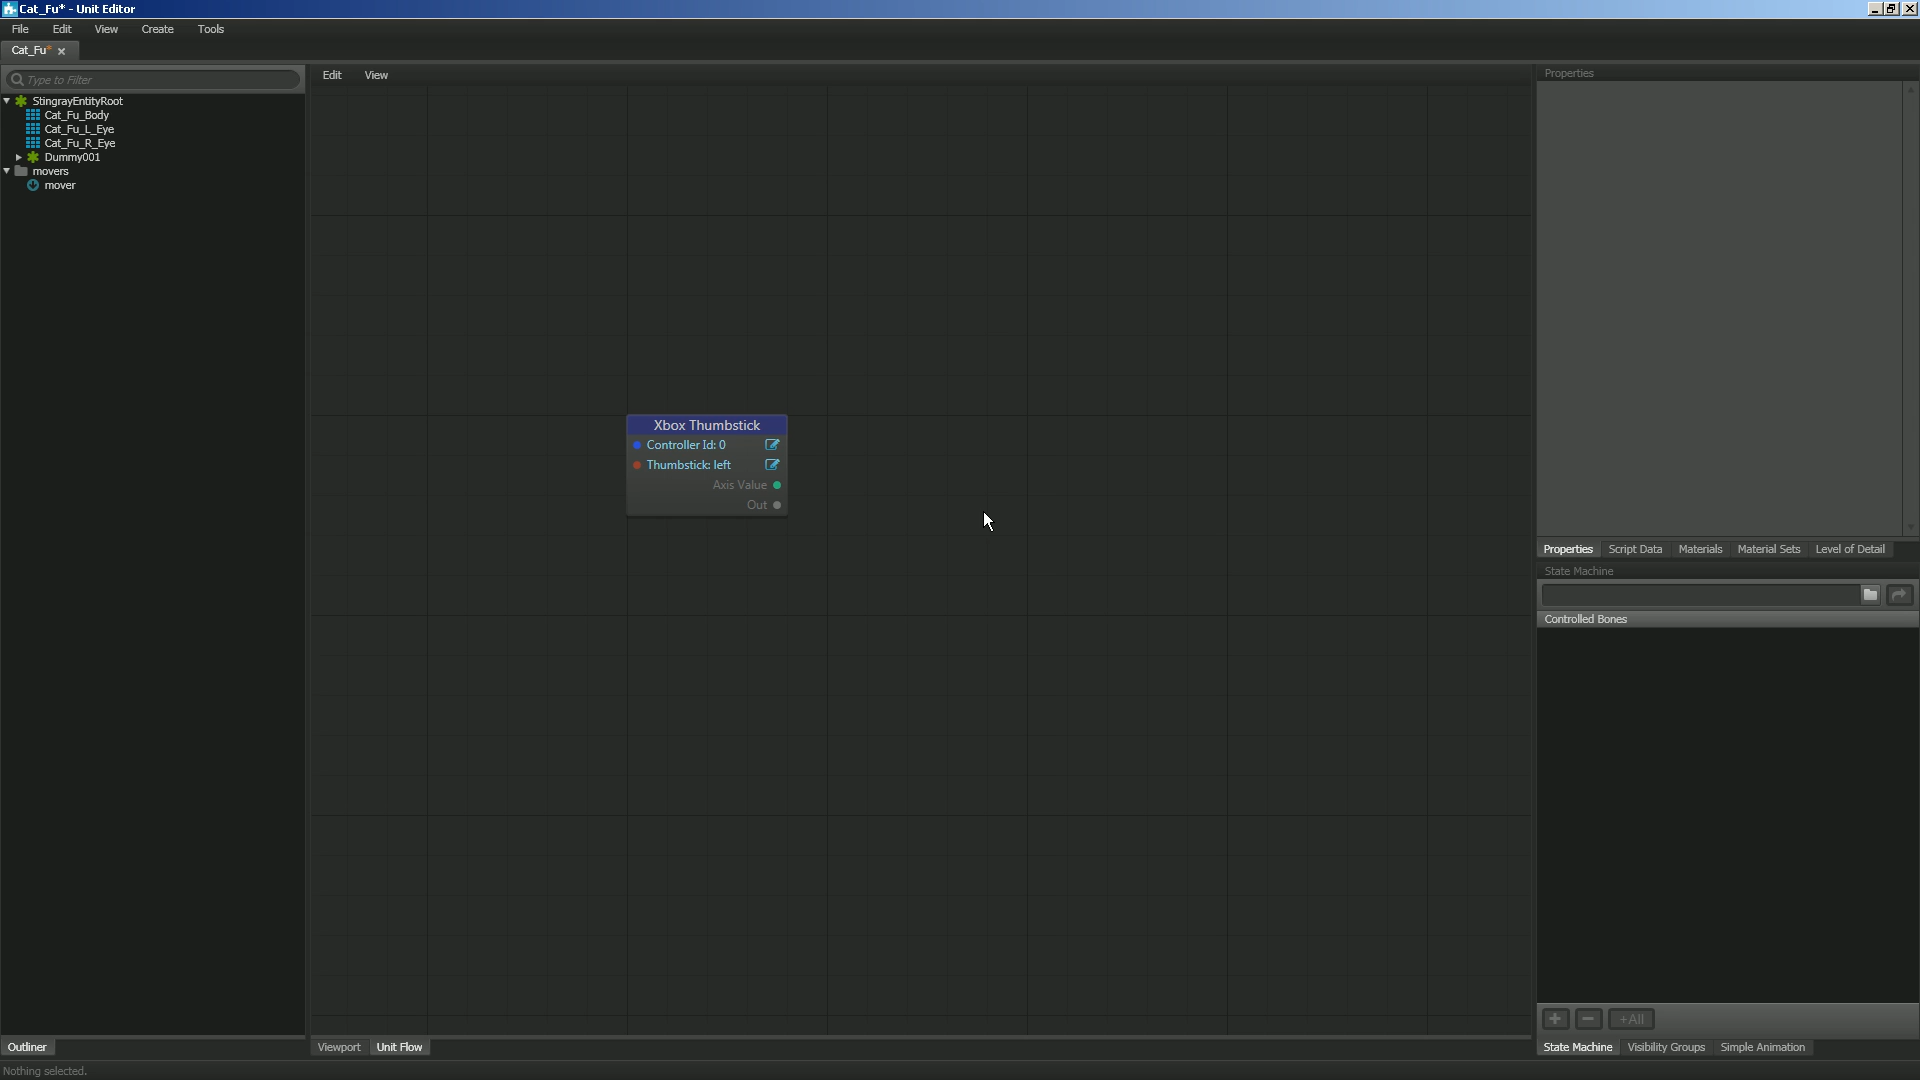 Cat_Fu* - Unit Editor
File Edit View Create Tools
Cat_Fu*
Type to Filter
StingrayEntityRoot
Cat_Fu_Body
Cat_Fu_L_Eye
Cat_Fu_R_Eye
Dummy001
movers
mover
Outliner
Nothing selected.
Edit View
Xbox Thumbstick
Controller Id: 0
Thumbstick: left
Axis Value
Out
Viewport Unit Flow
Properties
Properties Script Data Materials Material Sets Level of Detail
State Machine
Controlled Bones
+All
State Machine Visibility Groups Simple Animation